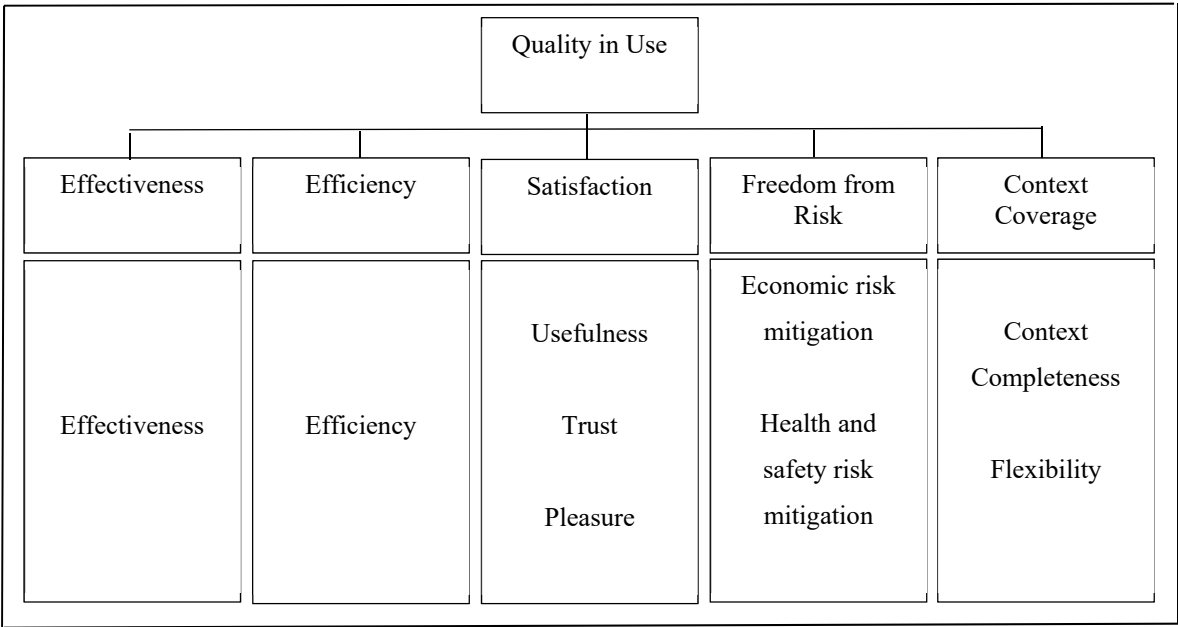 Quality in Use
Effectiveness
Efficiency
Satisfaction
Freedom from
Risk
Context
Coverage
Effectiveness
Efficiency
Usefulness
Trust
Pleasure
Economic risk
mitigation
Health and
safety risk
mitigation
Context
Completeness
Flexibility